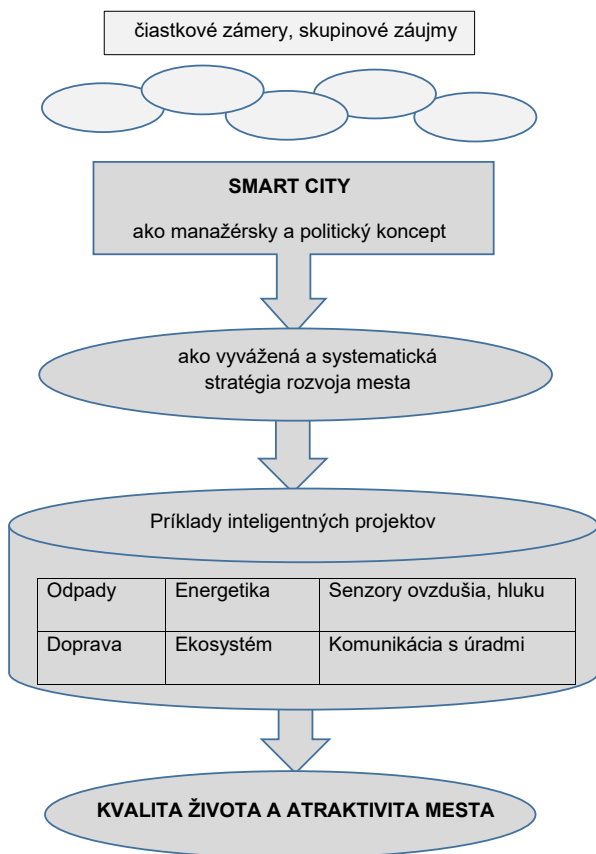 čiastkové zámery, skupinové záujmy
SMART CITY
ako manažérsky a politický koncept
ako vyvážená a systematická
stratégia rozvoja mesta
Príklady inteligentných projektov
Odpady Energetika Senzory ovzdušia, hluku
Doprava Ekosystém Komunikácia s úradmi
KVALITA ŽIVOTA A ATRAKTIVITA MESTA